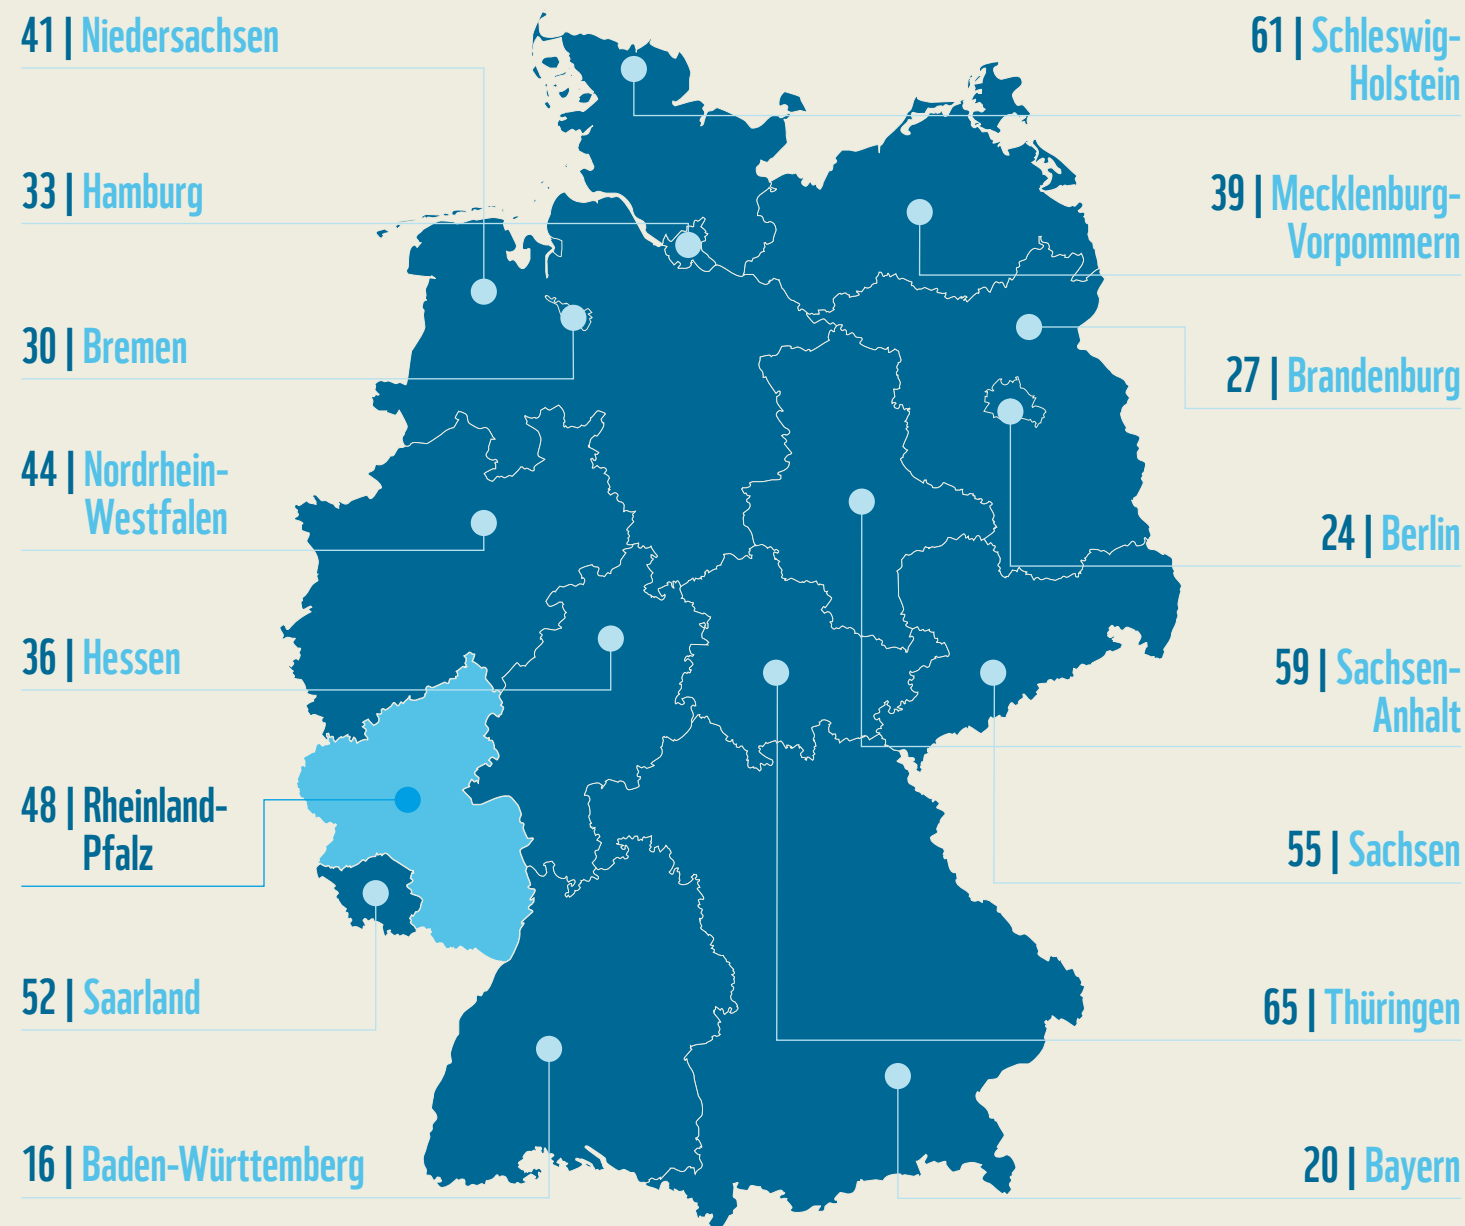 41 | Niedersachsen
33 | Hamburg
30 | Bremen
44 | Nordrhein-
Westfalen
36 | Hessen
48 | Rheinland-
Pfalz
52 | Saarland
16 | Baden-Württemberg
61 | Schleswig-
Holstein
39 | Mecklenburg-
Vorpommern
27 | Brandenburg
24 | Berlin
59 | Sachsen-
Anhalt
55 | Sachsen
65 | Thüringen
20 | Bayern